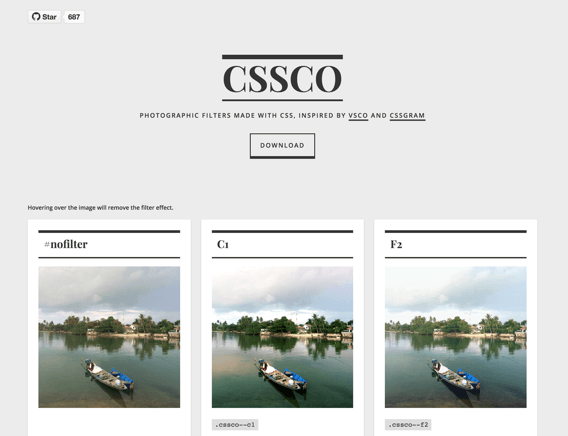 Star 687
CSSCO
PHOTOGRAPHIC FILTERS MADE WITH CSS, INSPIRED BY VSCO AND CSSGRAM
DOWNLOAD
Hovering over the image will remove the filter effect.
#nofilter
C1
F2
.cssco--c1
.cssco--f2